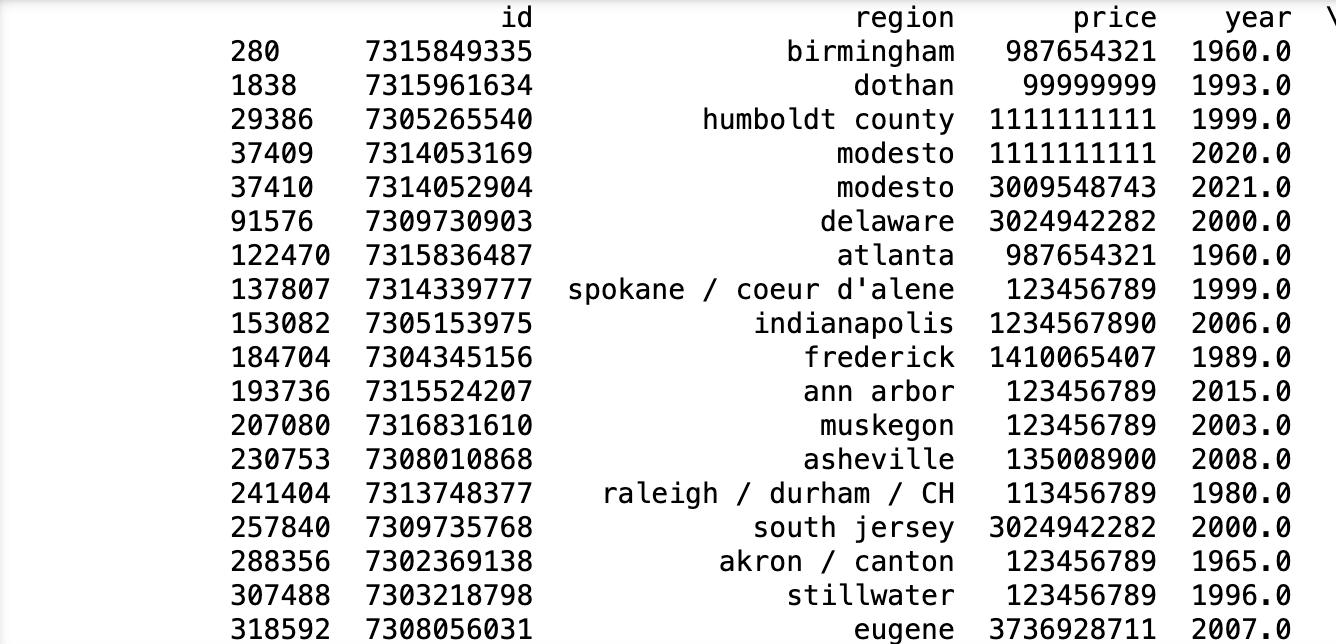 id region price year \
280 7315849335 birmingham 987654321 1960.0
1838 7315961634 dothan 99999999 1993.0
29386 7305265540 humboldt county 1111111111 1999.0
37409 7314053169 modesto 1111111111 2020.0
37410 7314052904 modesto 3009548743 2021.0
91576 7309730903 delaware 3024942282 2000.0
122470 7315836487 atlanta 987654321 1960.0
137807 7314339777 spokane / coeur d'alene 123456789 1999.0
153082 7305153975 indianapolis 1234567890 2006.0
184704 7304345156 frederick 1410065407 1989.0
193736 7315524207 ann arbor 123456789 2015.0
207080 7316831610 muskegon 123456789 2003.0
230753 7308010868 asheville 135008900 2008.0
241404 7313748377 raleigh / durham / CH 113456789 1980.0
257840 7309735768 south jersey 3024942282 2000.0
288356 7302369138 akron / canton 123456789 1965.0
307488 7303218798 stillwater 123456789 1996.0
318592 7308056031 eugene 3736928711 2007.0